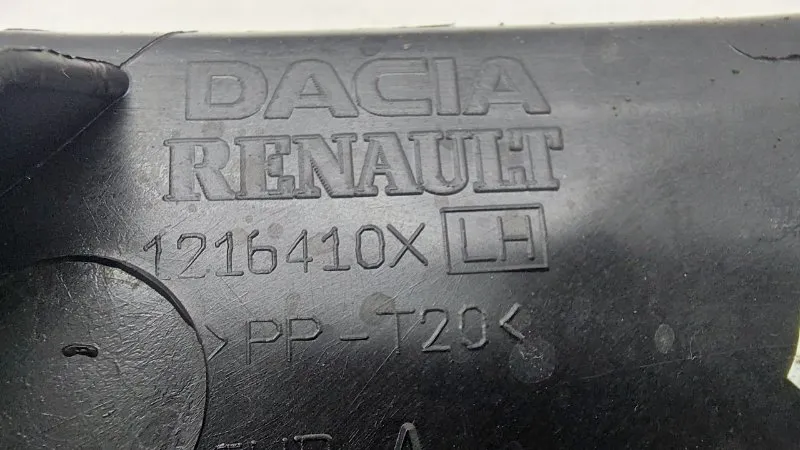 DACIA
RENAULT
1216410X LH
>PP-T20<